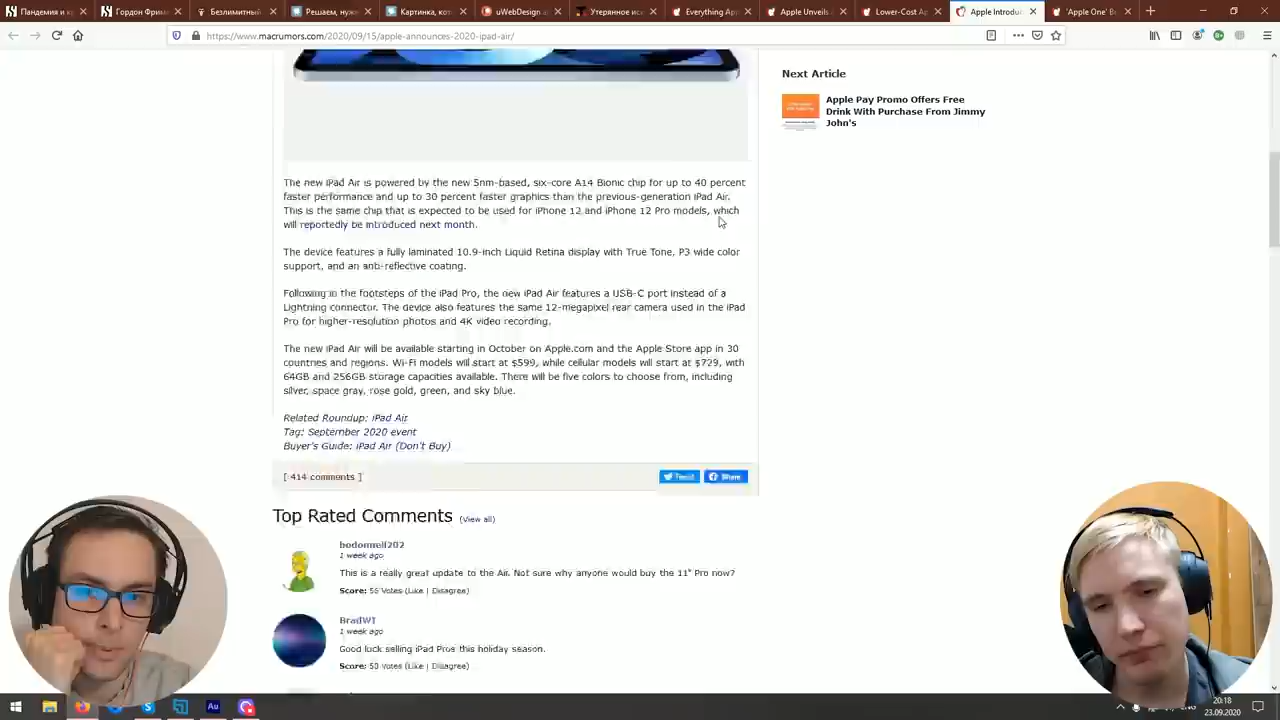 Пандемия и к
Гордон Фрим
Безлимитный
Решаем, нужн
Картинка, кот
uWebDesign
Утерянное ис
Everything App
Apple Unveils
Lower-Cost Ap
Apple Introdu
'Apple One' Bu
https://www.macrumors.com/2020/09/15/apple-announces-2020-ipad-air/
Next Article
Apple Pay Promo Offers Free
Drink With Purchase From Jimmy
John's
The new iPad Air is powered by the new 5nm-based, six-core A14 Bionic chip for up to 40 percent
faster performance and up to 30 percent faster graphics than the previous-generation iPad Air.
This is the same chip that is expected to be used for iPhone 12 and iPhone 12 Pro models, which
will reportedly be introduced next month.
The device features a fully laminated 10.9-inch Liquid Retina display with True Tone, P3 wide color
support, and an anti-reflective coating.
Following in the footsteps of the iPad Pro, the new iPad Air features a USB-C port instead of a
Lightning connector. The device also features the same 12-megapixel rear camera used in the iPad
Pro for higher-resolution photos and 4K video recording.
The new iPad Air will be available starting in October on Apple.com and the Apple Store app in 30
countries and regions. Wi-Fi models will start at $599, while cellular models will start at $729, with
64GB and 256GB storage capacities available. There will be five colors to choose from, including
silver, space gray, rose gold, green, and sky blue.
Related Roundup: iPad Air
Tag: September 2020 event
Buyer's Guide: iPad Air (Don't Buy)
[ 414 comments ]
Tweet
Share
Top Rated Comments (View all)
1 week ago
This is a really great update to the Air. Not sure why anyone would buy the 11" Pro now?
Score: 56 Votes (Like | Disagree)
BradWI
1 week ago
Good luck selling iPad Pros this holiday season.
Score: 50 Votes (Like | Disagree)
Au
20:18
23.09.2020